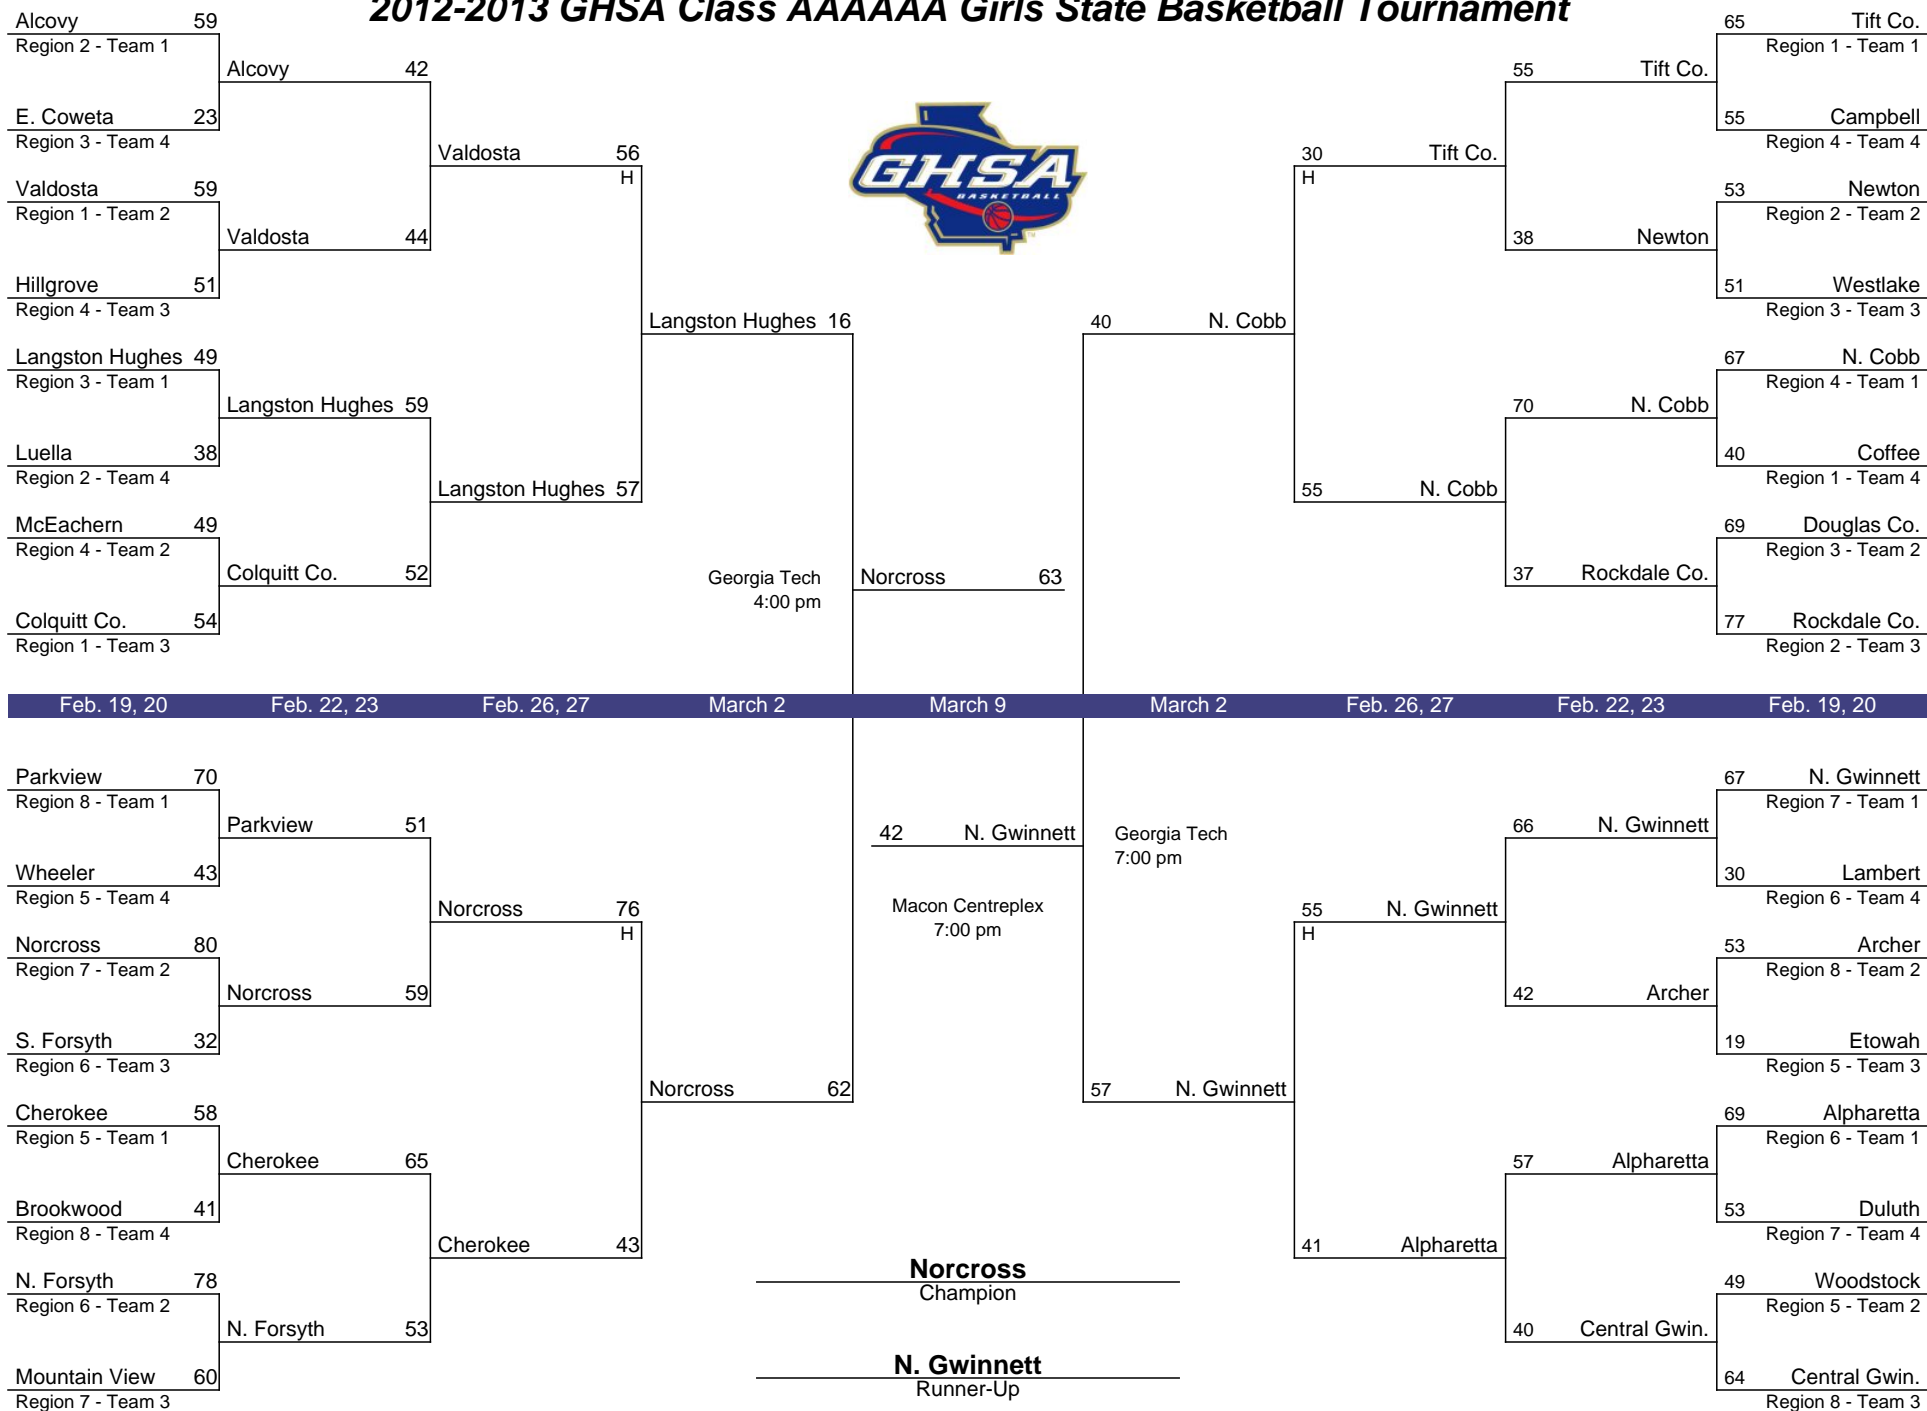 2012-2013 GHSA Class AAAAAA Girls State Basketball Tournament
Alcovy 59
Region 2 - Team 1
E. Coweta 23
Region 3 - Team 4
Valdosta 59
Region 1 - Team 2
Hillgrove 51
Region 4 - Team 3
Langston Hughes 49
Region 3 - Team 1
Luella 38
Region 2 - Team 4
McEachern 49
Region 4 - Team 2
Colquitt Co. 54
Region 1 - Team 3
Alcovy 42
Valdosta 44
Langston Hughes 59
Colquitt Co. 52
Valdosta 56
H
Langston Hughes 57
Langston Hughes 16
Georgia Tech
4:00 pm
Norcross 63
GHSA
BASKETBALL
TM
40 N. Cobb
30 Tift Co.
H
55 N. Cobb
55 Tift Co.
38 Newton
70 N. Cobb
37 Rockdale Co.
65 Tift Co.
Region 1 - Team 1
55 Campbell
Region 4 - Team 4
53 Newton
Region 2 - Team 2
51 Westlake
Region 3 - Team 3
67 N. Cobb
Region 4 - Team 1
40 Coffee
Region 1 - Team 4
69 Douglas Co.
Region 3 - Team 2
77 Rockdale Co.
Region 2 - Team 3
Feb. 19, 20 Feb. 22, 23 Feb. 26, 27 March 2 March 9 March 2 Feb. 26, 27 Feb. 22, 23 Feb. 19, 20
Parkview 70
Region 8 - Team 1
Wheeler 43
Region 5 - Team 4
Norcross 80
Region 7 - Team 2
S. Forsyth 32
Region 6 - Team 3
Cherokee 58
Region 5 - Team 1
Brookwood 41
Region 8 - Team 4
N. Forsyth 78
Region 6 - Team 2
Mountain View 60
Region 7 - Team 3
Parkview 51
Norcross 59
Cherokee 65
N. Forsyth 53
Norcross 76
H
Cherokee 43
Norcross 62
42 N. Gwinnett
Macon Centreplex
7:00 pm
Georgia Tech
7:00 pm
57 N. Gwinnett
55 N. Gwinnett
H
41 Alpharetta
66 N. Gwinnett
42 Archer
57 Alpharetta
40 Central Gwin.
67 N. Gwinnett
Region 7 - Team 1
30 Lambert
Region 6 - Team 4
53 Archer
Region 8 - Team 2
19 Etowah
Region 5 - Team 3
69 Alpharetta
Region 6 - Team 1
53 Duluth
Region 7 - Team 4
49 Woodstock
Region 5 - Team 2
64 Central Gwin.
Region 8 - Team 3
Norcross
Champion
N. Gwinnett
Runner-Up